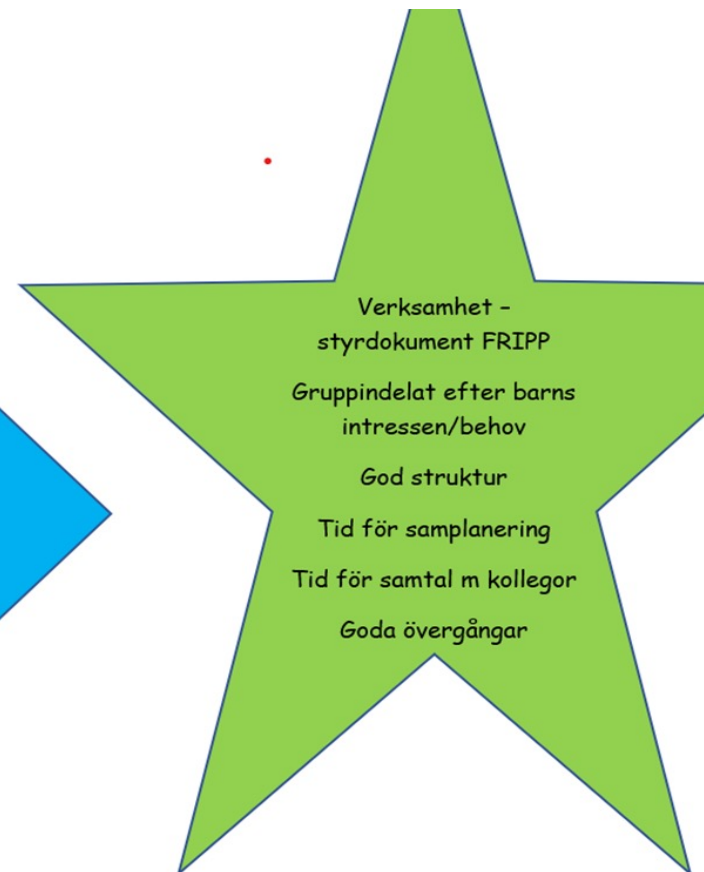 Verksamhet –
styrdokument FRIPP
Gruppindelat efter barns
intressen/behov
God struktur
Tid för samplanering
Tid för samtal m kollegor
Goda övergångar